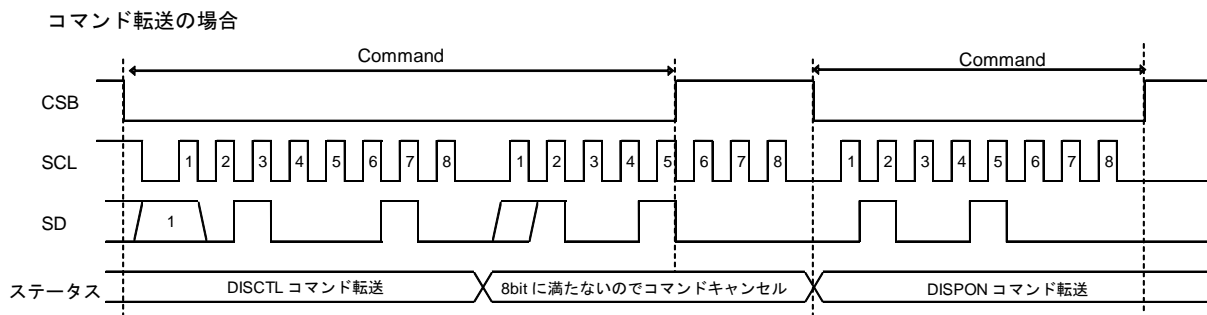 コマンド転送の場合
Command
Command
CSB
SCL
1 2 3 4 5 6 7 8 1 2 3 4 5 6 7 8 1 2 3 4 5 6 7 8
SD
1
ステータス
DISCTL コマンド転送
8bit に満たないのでコマンドキャンセル
DISPON コマンド転送